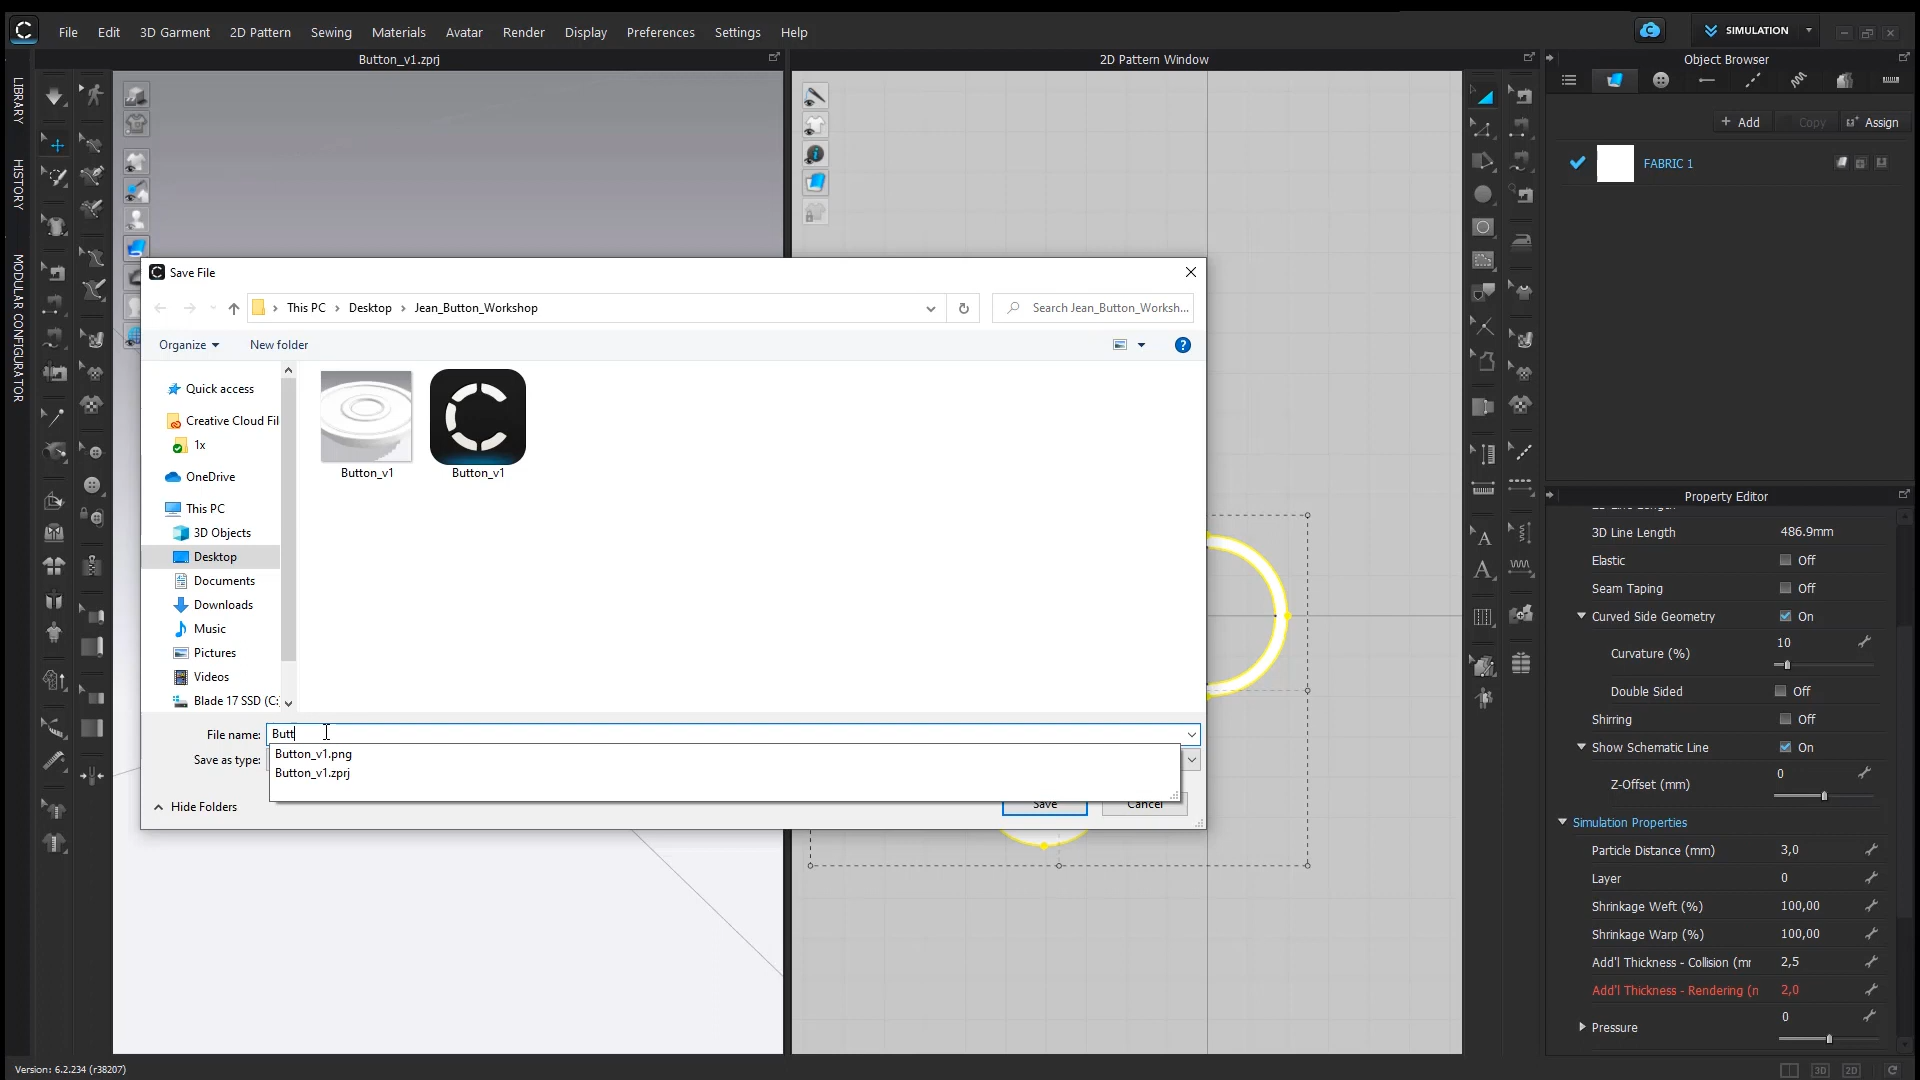 File Edit 3D Garment 2D Pattern Sewing Materials Avatar Render Display Preferences Settings Help
SIMULATION
Button_v1.zprj
2D Pattern Window
Object Browser
LIBRARY
HISTORY
MODULAR CONFIGURATOR
+ Add Copy Assign
FABRIC 1
Save File
This PC > Desktop > Jean_Button_Workshop
Search Jean_Button_Worksh...
Organize New folder
Quick access
Creative Cloud Fil
1x
OneDrive
This PC
3D Objects
Desktop
Documents
Downloads
Music
Pictures
Videos
Blade 17 SSD (C:
Button_v1
Button_v1
File name: Butt
Button_v1.png
Save as type:
Button_v1.zprj
Hide Folders
Save Cancel
Property Editor
3D Line Length 486.9mm
Elastic Off
Seam Taping Off
Curved Side Geometry On
Curvature (%) 10
Double Sided Off
Shirring Off
Show Schematic Line On
Z-Offset (mm) 0
Simulation Properties
Particle Distance (mm) 3,0
Layer 0
Shrinkage Weft (%) 100,00
Shrinkage Warp (%) 100,00
Add'l Thickness - Collision (mr 2,5
Add'l Thickness - Rendering (n 2,0
Pressure 0
Version: 6.2.234 (r38207)
3D 2D